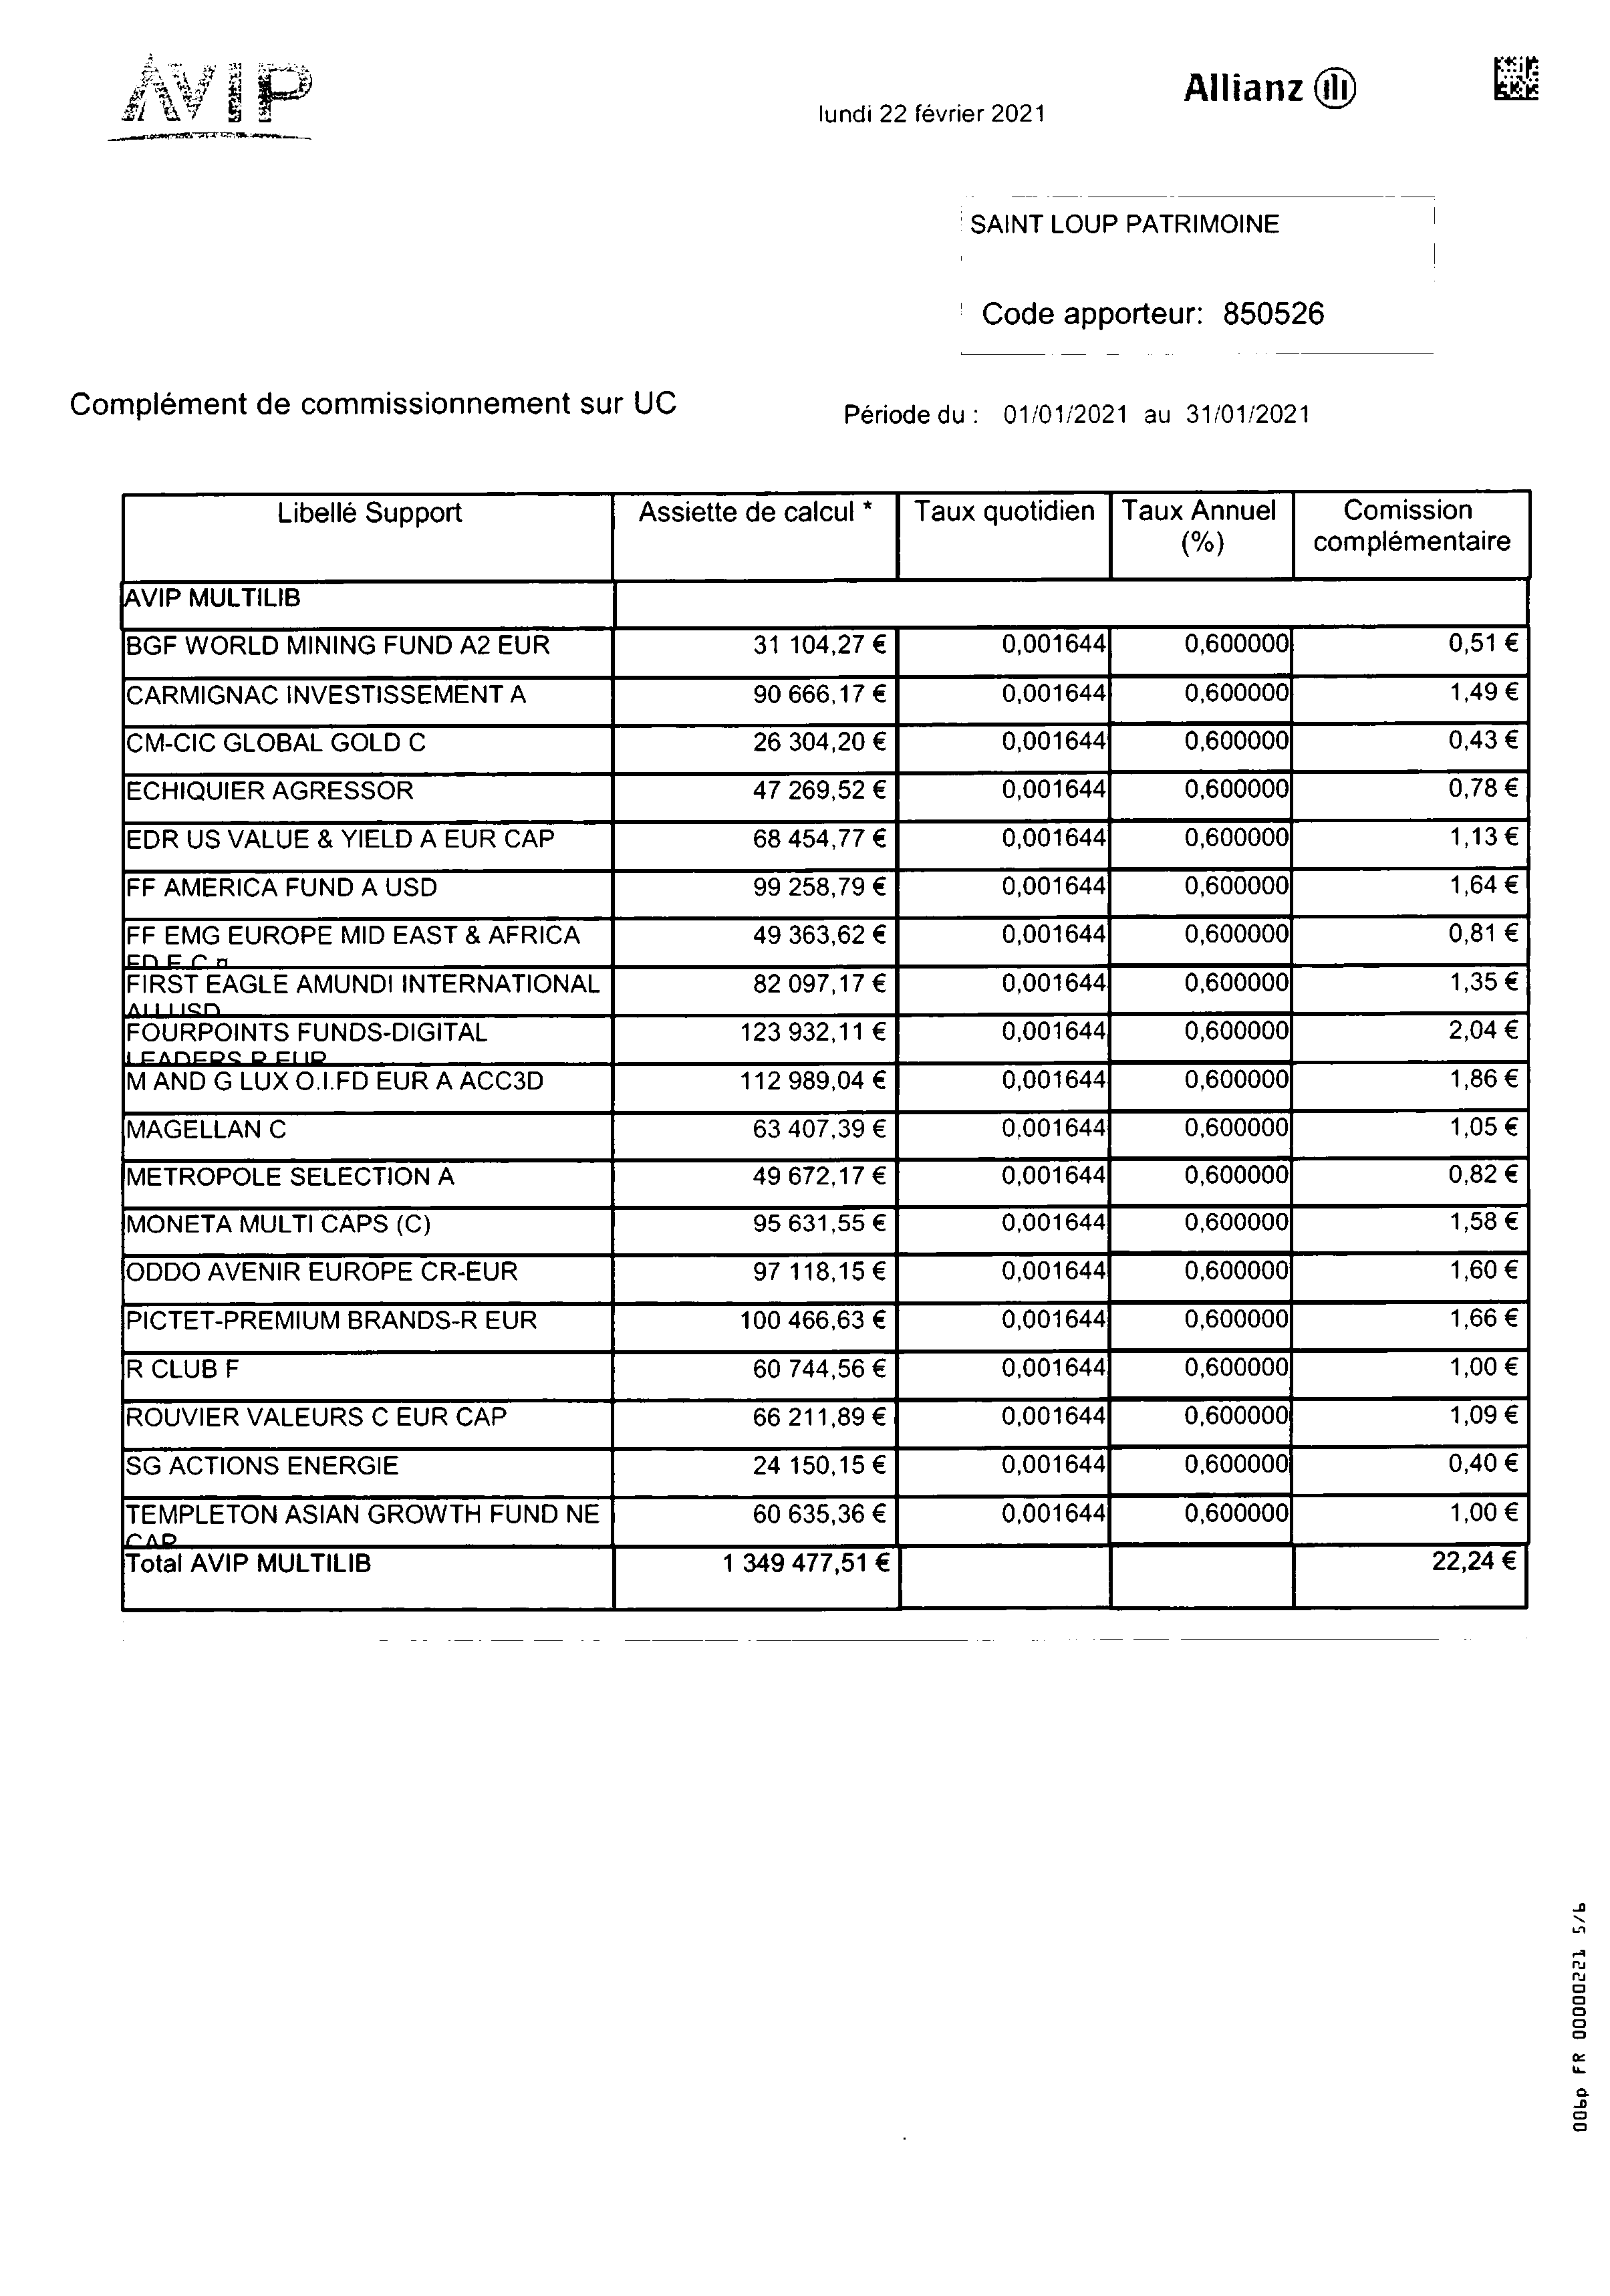 AVIP
Allianz
lundi 22 février 2021
SAINT LOUP PATRIMOINE
Code apporteur: 850526
Complément de commissionnement sur UC
Période du : 01/01/2021 au 31/01/2021
Libellé Support Assiette de calcul * Taux quotidien Taux Annuel (%) Comission complémentaire
AVIP MULTILIB
BGF WORLD MINING FUND A2 EUR 31 104,27 € 0,001644 0,600000 0,51 €
CARMIGNAC INVESTISSEMENT A 90 666,17 € 0,001644 0,600000 1,49 €
CM-CIC GLOBAL GOLD C 26 304,20 € 0,001644 0,600000 0,43 €
ECHIQUIER AGRESSOR 47 269,52 € 0,001644 0,600000 0,78 €
EDR US VALUE & YIELD A EUR CAP 68 454,77 € 0,001644 0,600000 1,13 €
FF AMERICA FUND A USD 99 258,79 € 0,001644 0,600000 1,64 €
FF EMG EUROPE MID EAST & AFRICA 49 363,62 € 0,001644 0,600000 0,81 €
FIRST EAGLE AMUNDI INTERNATIONAL 82 097,17 € 0,001644 0,600000 1,35 €
FOURPOINTS FUNDS-DIGITAL 123 932,11 € 0,001644 0,600000 2,04 €
LEADERS R EUR
M AND G LUX O.I.FD EUR A ACC3D 112 989,04 € 0,001644 0,600000 1,86 €
MAGELLAN C 63 407,39 € 0,001644 0,600000 1,05 €
METROPOLE SELECTION A 49 672,17 € 0,001644 0,600000 0,82 €
MONETA MULTI CAPS (C) 95 631,55 € 0,001644 0,600000 1,58 €
ODDO AVENIR EUROPE CR-EUR 97 118,15 € 0,001644 0,600000 1,60 €
PICTET-PREMIUM BRANDS-R EUR 100 466,63 € 0,001644 0,600000 1,66 €
R CLUB F 60 744,56 € 0,001644 0,600000 1,00 €
ROUVIER VALEURS C EUR CAP 66 211,89 € 0,001644 0,600000 1,09 €
SG ACTIONS ENERGIE 24 150,15 € 0,001644 0,600000 0,40 €
TEMPLETON ASIAN GROWTH FUND NE 60 635,36 € 0,001644 0,600000 1,00 €
CAP
Total AVIP MULTILIB 1 349 477,51 € 22,24 €
006p FR 00000221 5/6